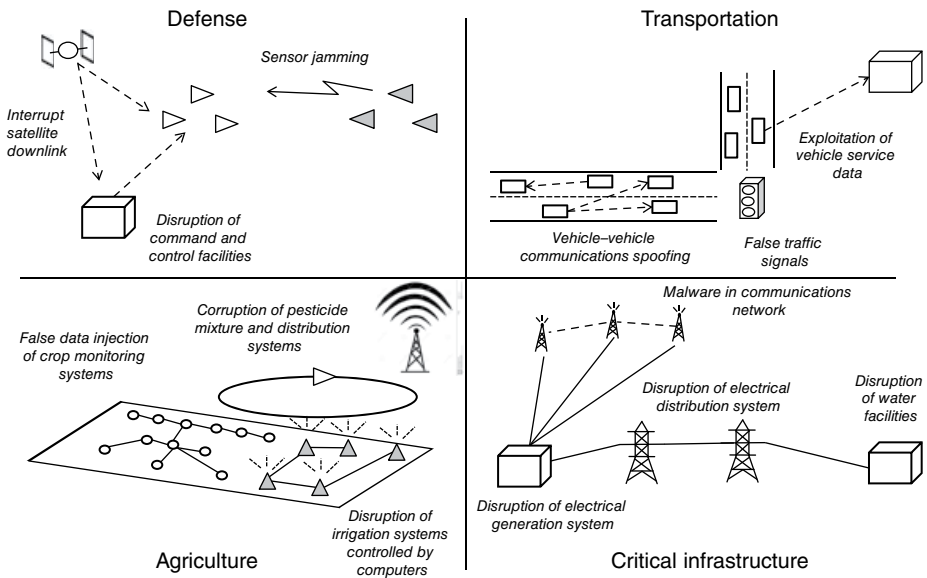 Defense
Sensor jamming
Interrupt
satellite
downlink
Disruption of
command and
control facilities
Transportation
Exploitation of
vehicle service
data
Vehicle–vehicle
communications spoofing
False traffic
signals
Corruption of pesticide
mixture and distribution
systems
False data injection
of crop monitoring
systems
Disruption of
irrigation systems
controlled by
computers
Agriculture
Malware in communications
network
Disruption of electrical
distribution system
Disruption
of water
facilities
Disruption of electrical
generation system
Critical infrastructure